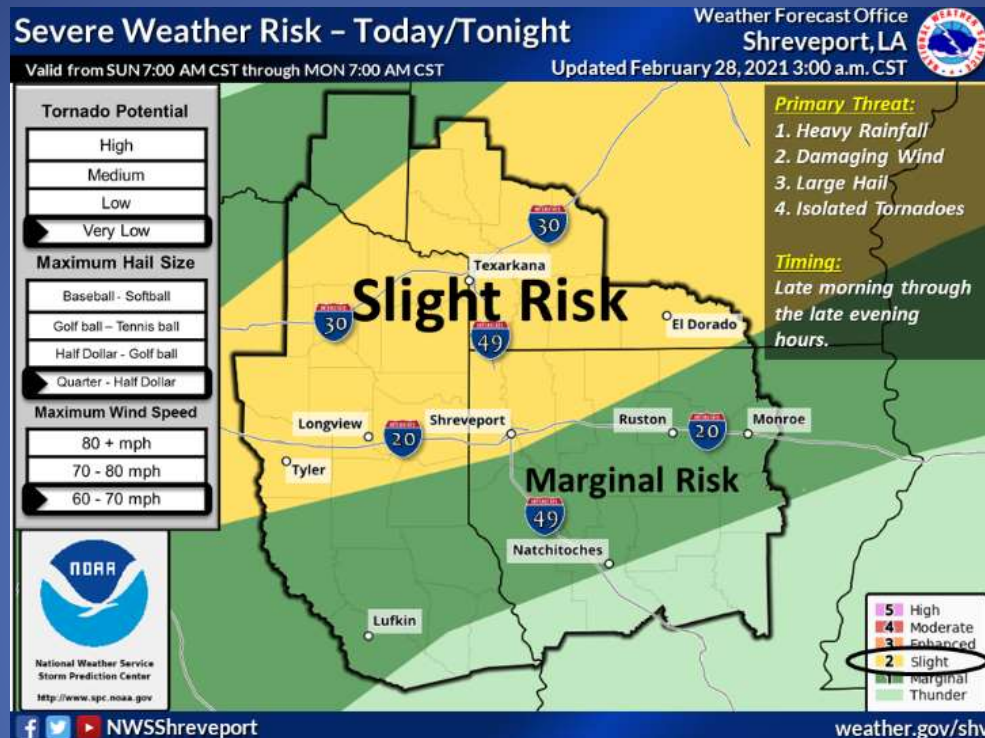 Severe Weather Risk – Today/Tonight
Weather Forecast Office
Shreveport, LA
Valid from SUN 7:00 AM CST through MON 7:00 AM CST
Updated February 28, 2021 3:00 a.m. CST
Tornado Potential
High
Medium
Low
Very Low
Maximum Hail Size
Baseball - Softball
Golf ball – Tennis ball
Half Dollar - Golf ball
Quarter - Half Dollar
Maximum Wind Speed
80 + mph
70 - 80 mph
60 - 70 mph
Primary Threat:
1. Heavy Rainfall
2. Damaging Wind
3. Large Hail
4. Isolated Tornadoes
Timing:
Late morning through
the late evening
hours.
30
Texarkana
Slight Risk
30
49
El Dorado
Longview
20
Shreveport
Ruston
20
Monroe
Tyler
Marginal Risk
49
Natchitoches
Lufkin
NOAA
National Weather Service
Storm Prediction Center
http://www.spc.noaa.gov
5 High
4 Moderate
3 Enhanced
2 Slight
1 Marginal
Thunder
NWSShreveport
weather.gov/shv